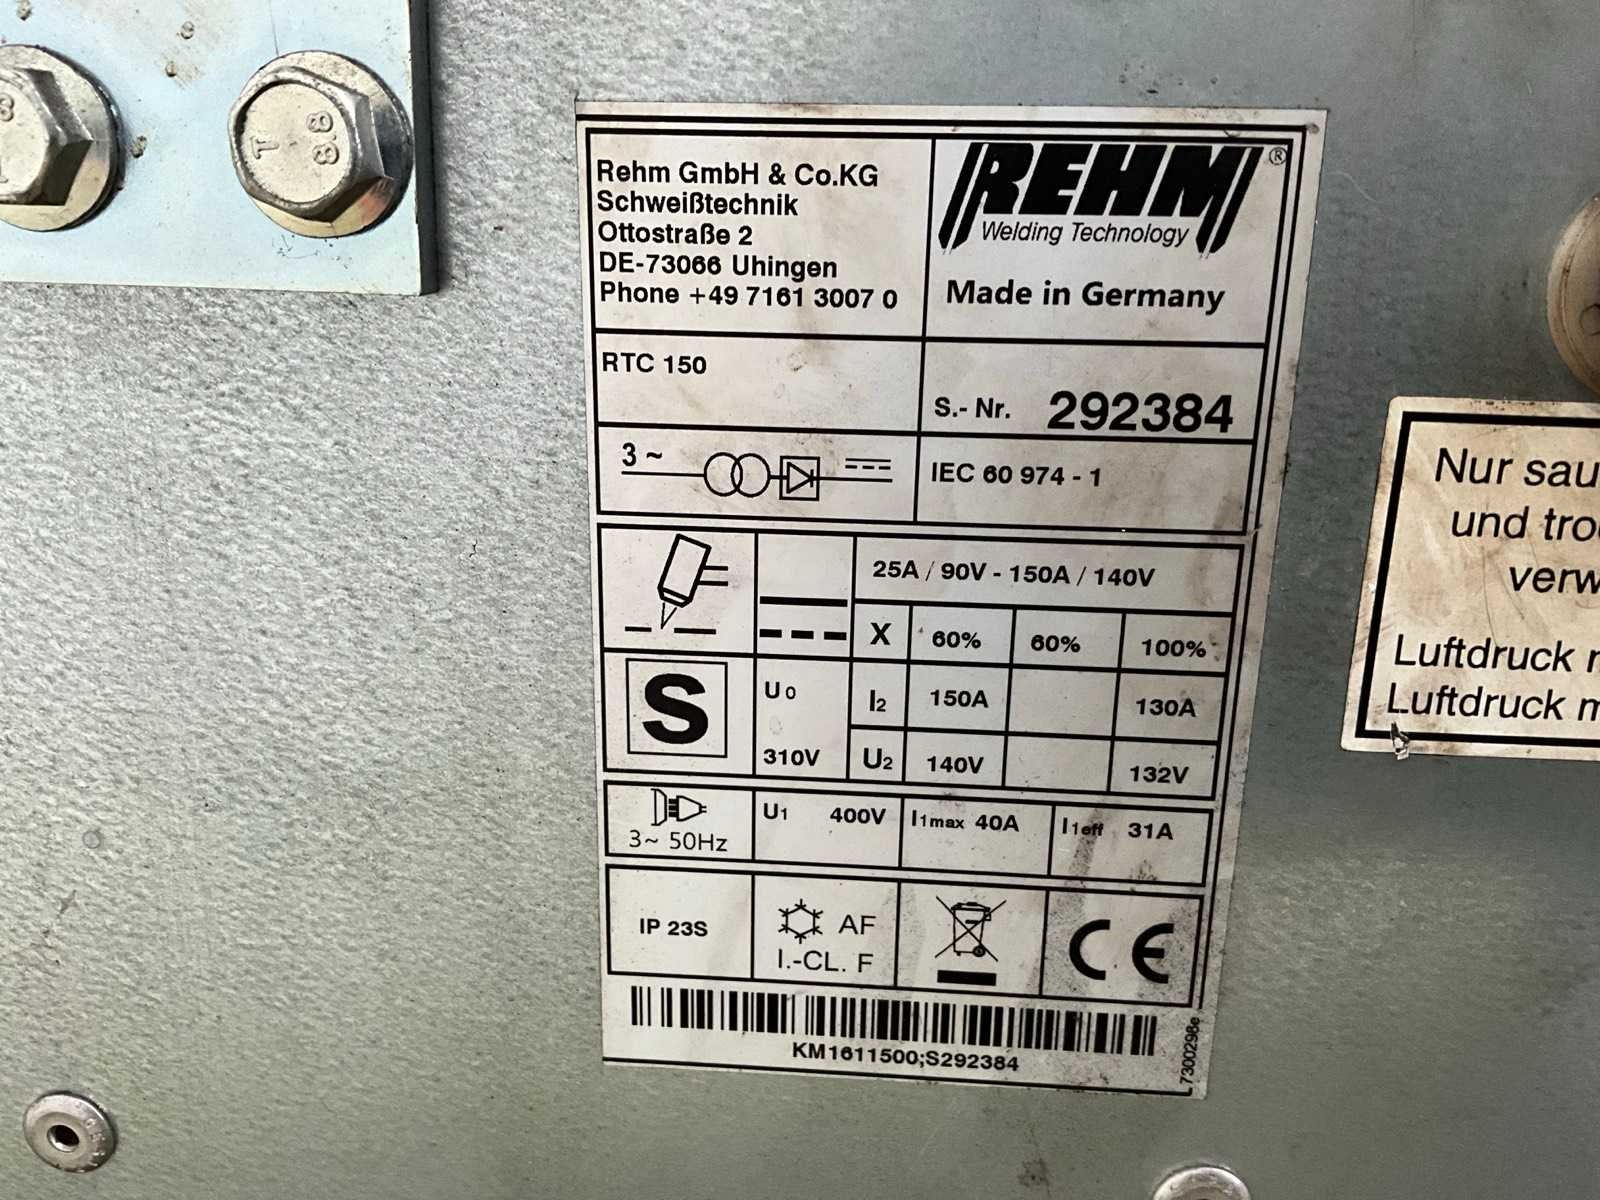 8.8
Rehm GmbH & Co.KG
Schweißtechnik
Ottostraße 2
DE-73066 Uhingen
Phone +49 7161 3007 0
REHM®
Welding Technology
Made in Germany
RTC 150
S.- Nr. 292384
3 ~
IEC 60 974 - 1
25A / 90V - 150A / 140V
X 60% 60% 100%
S
U0
310V
I2 150A 130A
U2 140V 132V
3~ 50Hz
U1 400V
I1max 40A
I1eff 31A
IP 23S
AF
I.-CL. F
CE
KM1611500;S292384
7300298e
Nur sau
und tro
verw
Luftdruck
Luftdruck